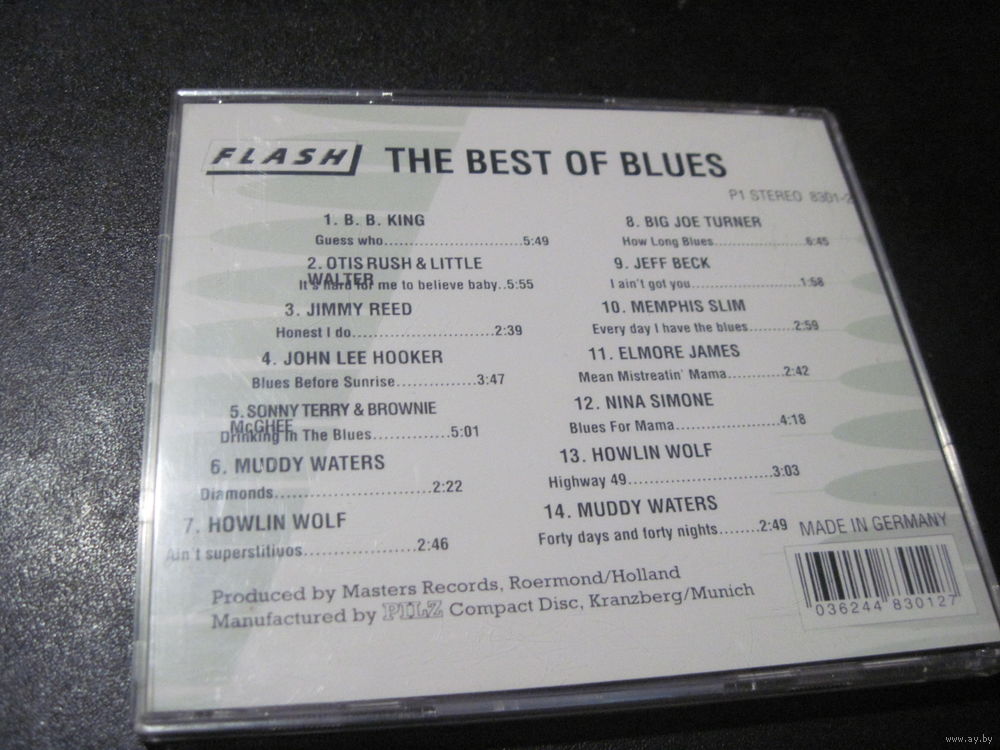 FLASH THE BEST OF BLUES
P1 STEREO 8301-2
1. B. B. KING
Guess who..............................5:49
2. OTIS RUSH & LITTLE
WALTER
It's hard for me to believe baby..5:55
3. JIMMY REED
Honest I do..............................2:39
4. JOHN LEE HOOKER
Blues Before Sunrise................3:47
5. SONNY TERRY & BROWNIE
McGHEE
Drinking In The Blues...............5:01
6. MUDDY WATERS
Diamonds................................2:22
7. HOWLIN WOLF
Ain't superstitiuos......................2:46
8. BIG JOE TURNER
How Long Blues......................6:45
9. JEFF BECK
I ain't got you..........................1:58
10. MEMPHIS SLIM
Every day I have the blues..........2:59
11. ELMORE JAMES
Mean Mistreatin' Mama............2:42
12. NINA SIMONE
Blues For Mama......................4:18
13. HOWLIN WOLF
Highway 49............................3:03
14. MUDDY WATERS
Forty days and forty nights.......2:49
MADE IN GERMANY
Produced by Masters Records, Roermond/Holland
Manufactured by PILZ Compact Disc, Kranzberg/Munich
036244 830127
www.ay.by